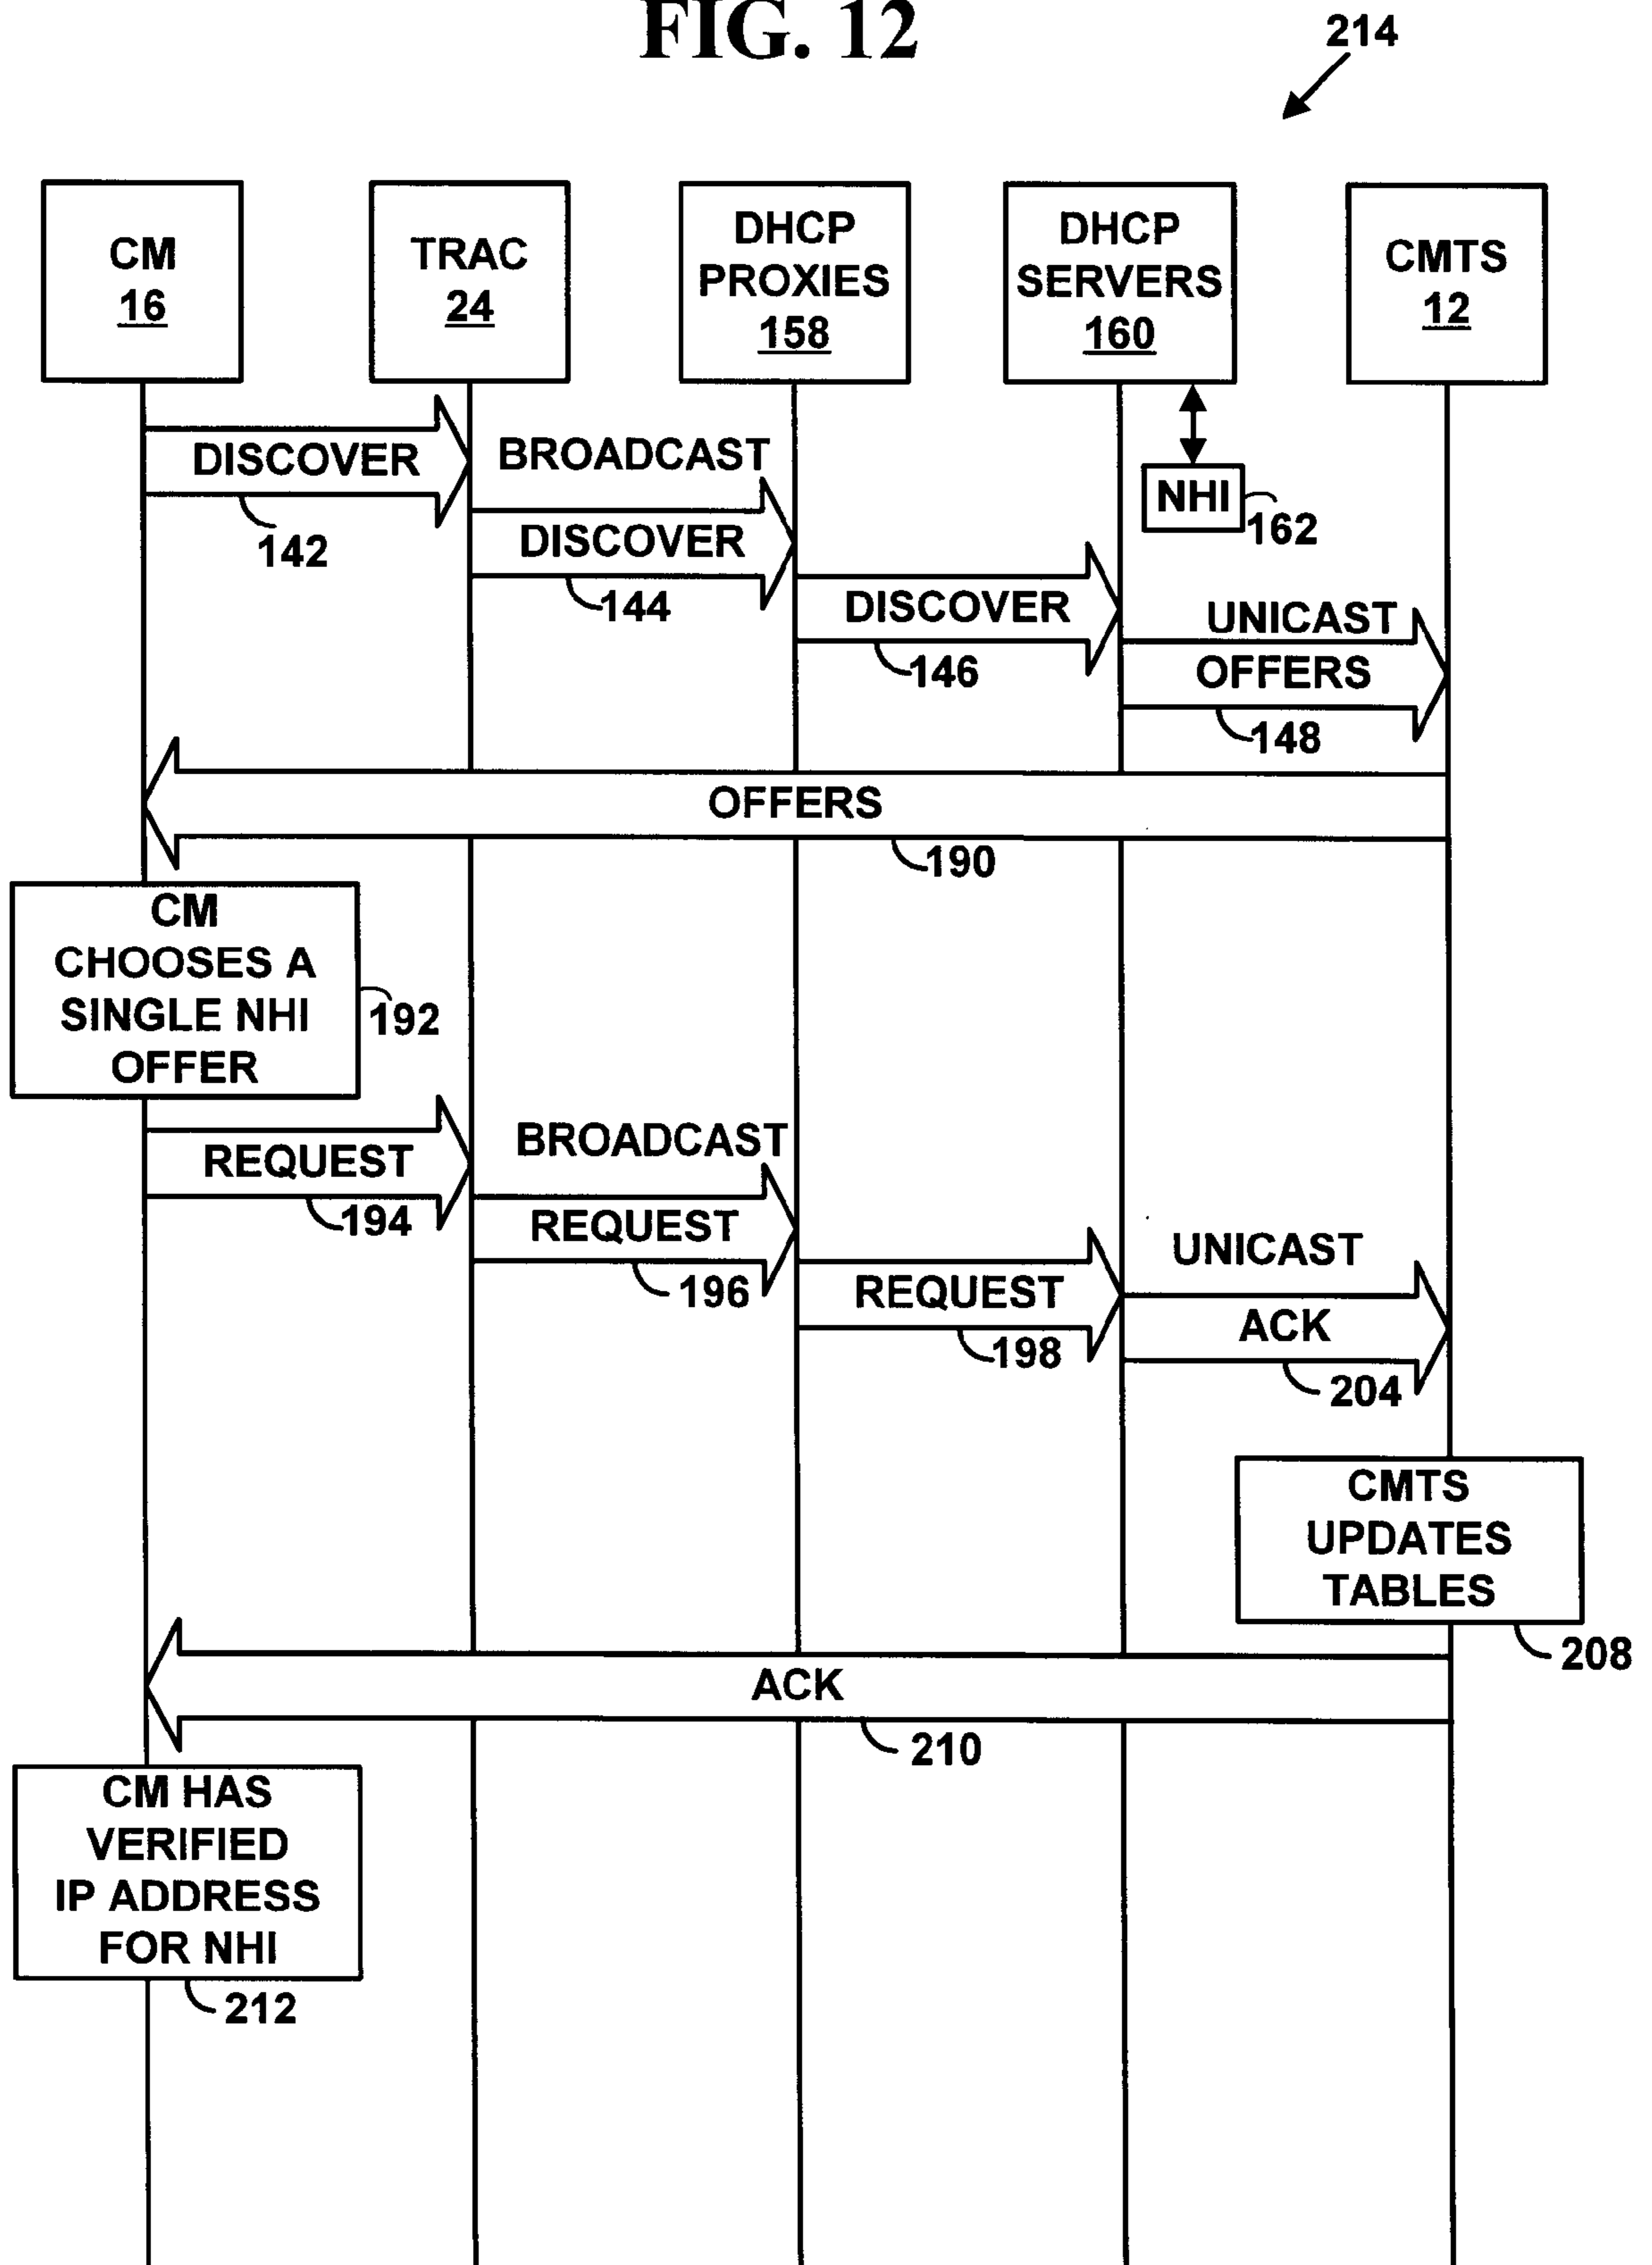 FIG. 12
214
CM
16
TRAC
24
DHCP
PROXIES
158
DHCP
SERVERS
160
CMTS
12
DISCOVER
142
BROADCAST
DISCOVER
144
NHI
162
DISCOVER
146
UNICAST
OFFERS
148
OFFERS
190
CM
CHOOSES A
SINGLE NHI
OFFER
192
REQUEST
194
BROADCAST
REQUEST
196
REQUEST
198
UNICAST
ACK
204
CMTS
UPDATES
TABLES
208
ACK
210
CM HAS
VERIFIED
IP ADDRESS
FOR NHI
212